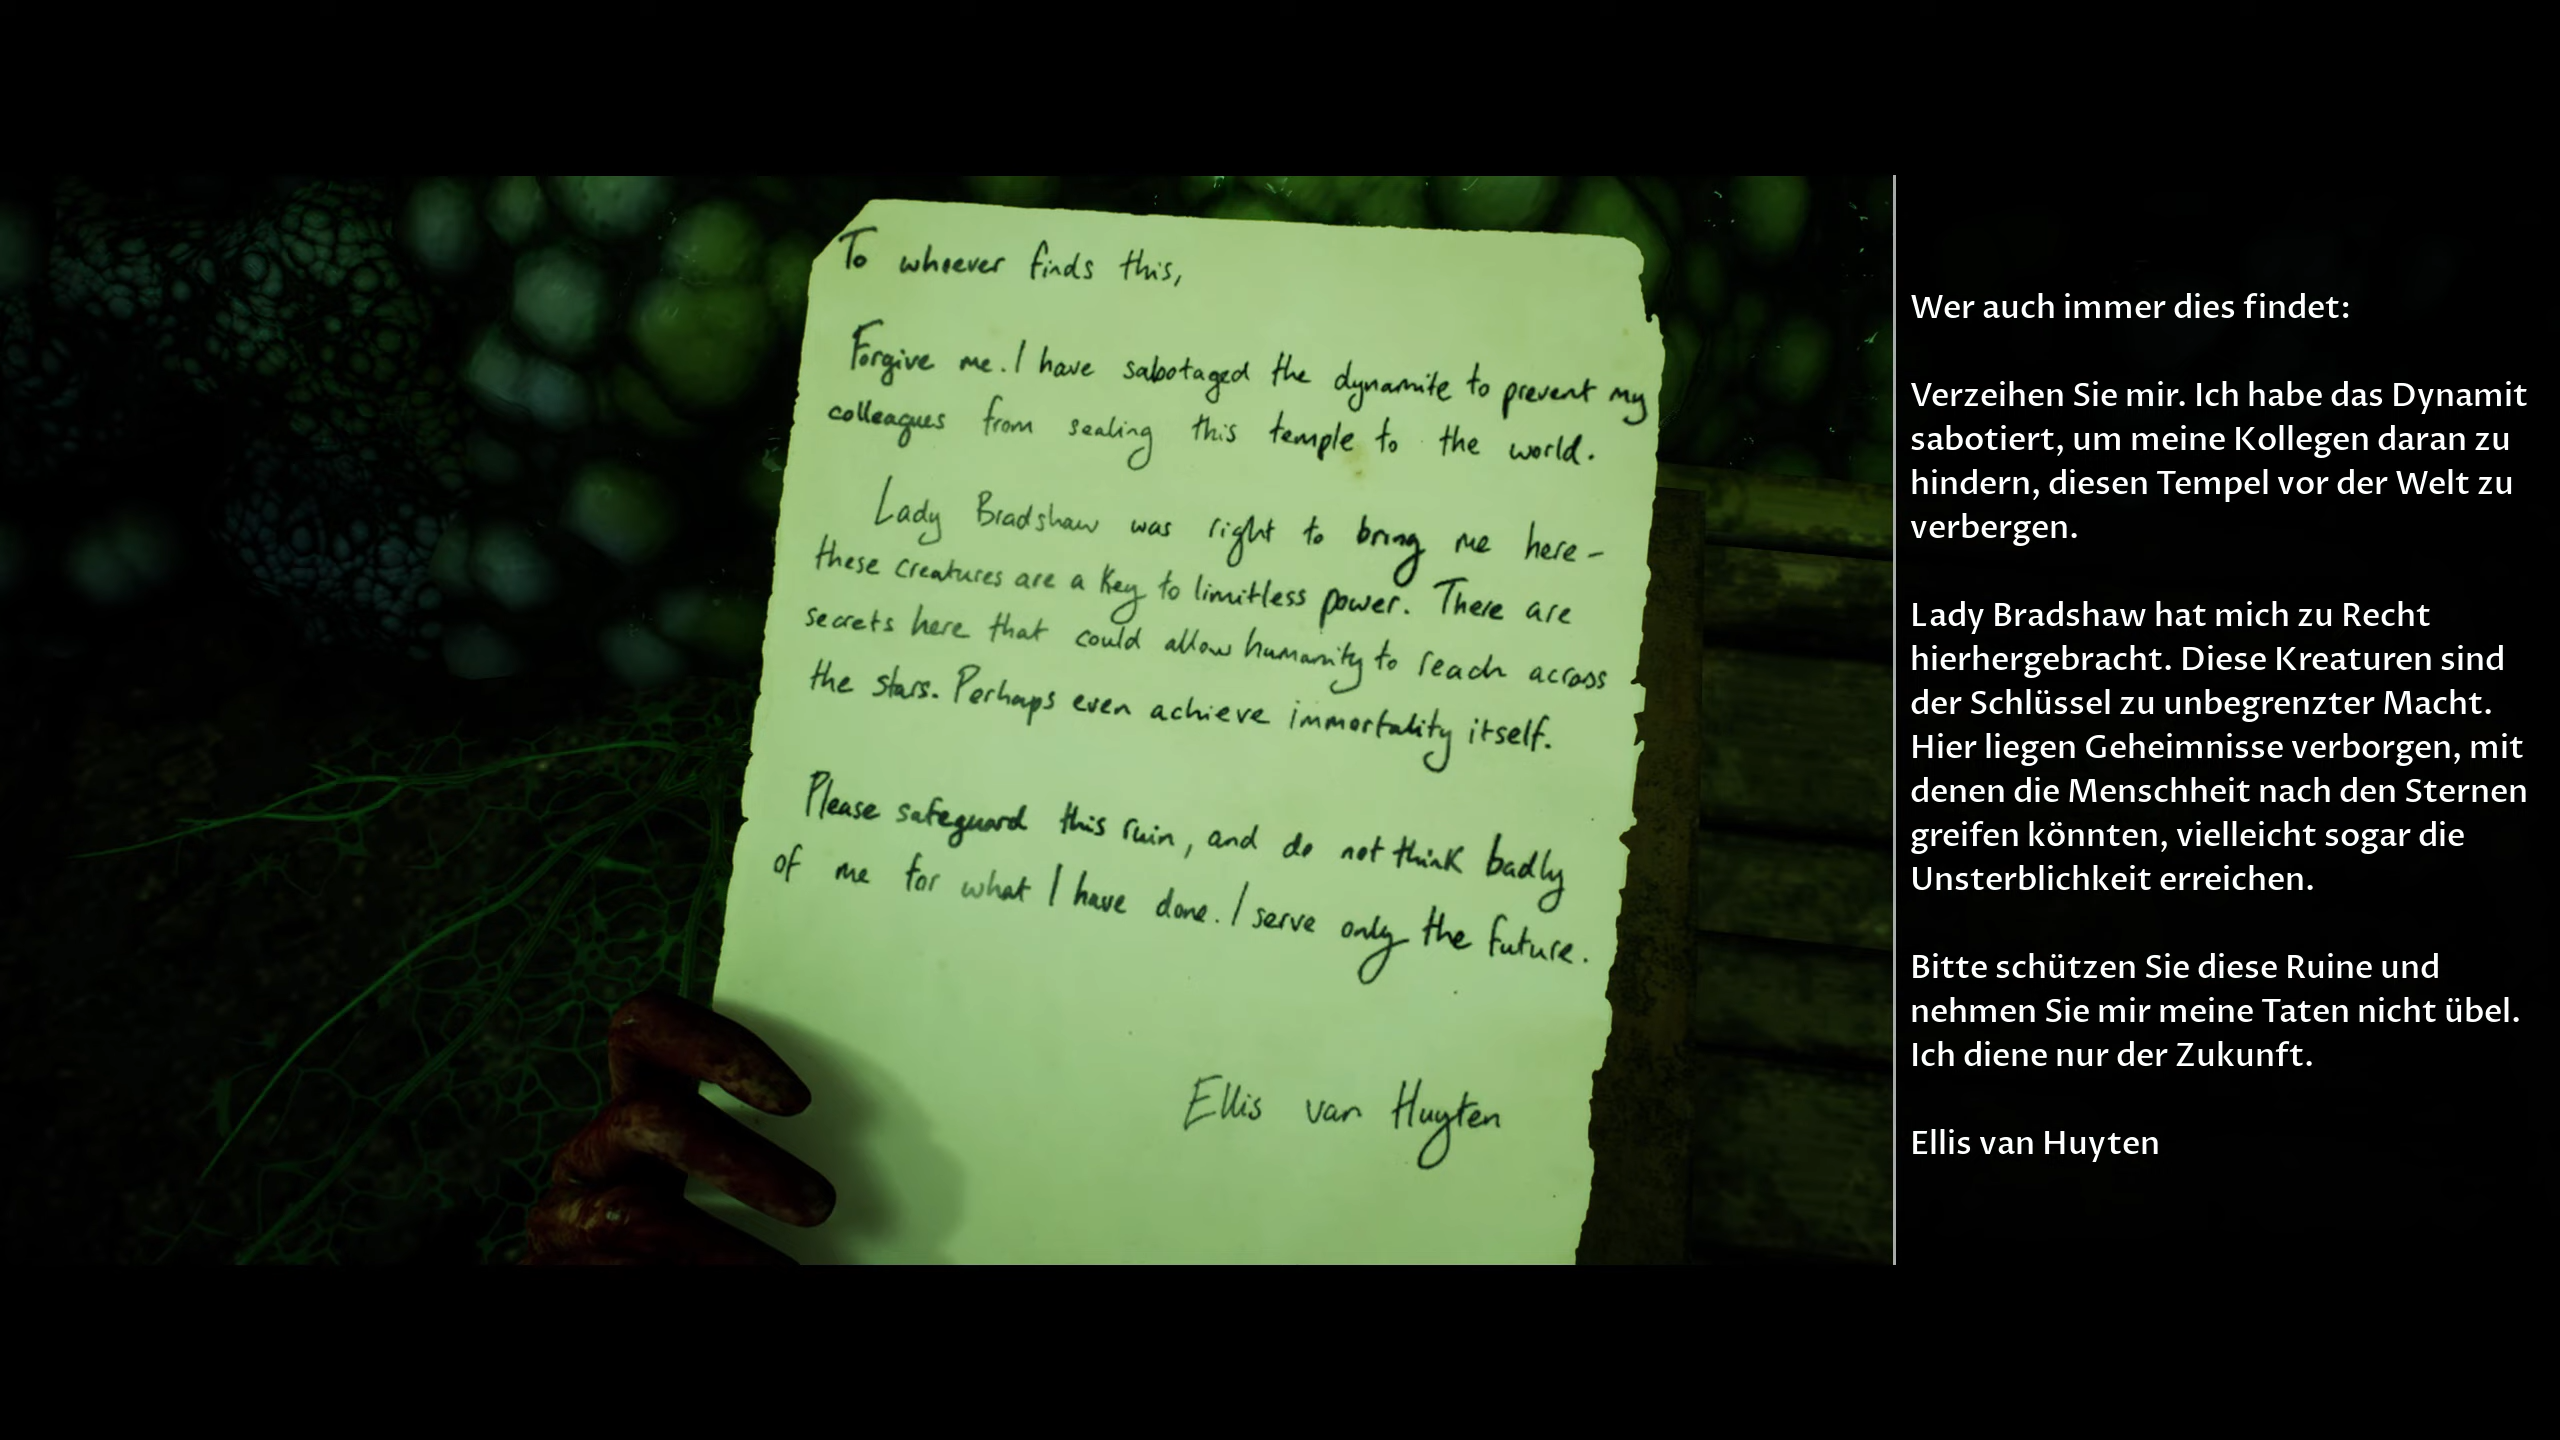 To whoever finds this,
Forgive me. I have sabotaged the dynamite to prevent my
colleagues from sealing this temple to the world.
Lady Bradshaw was right to bring me here –
these creatures are a key to limitless power. There are
secrets here that could allow humanity to reach across
the stars. Perhaps even achieve immortality itself.
Please safeguard this ruin, and do not think badly
of me for what I have done. I serve only the future.
Ellis van Huyten
Wer auch immer dies findet:
Verzeihen Sie mir. Ich habe das Dynamit
sabotiert, um meine Kollegen daran zu
hindern, diesen Tempel vor der Welt zu
verbergen.
Lady Bradshaw hat mich zu Recht
hierhergebracht. Diese Kreaturen sind
der Schlüssel zu unbegrenzter Macht.
Hier liegen Geheimnisse verborgen, mit
denen die Menschheit nach den Sternen
greifen könnten, vielleicht sogar die
Unsterblichkeit erreichen.
Bitte schützen Sie diese Ruine und
nehmen Sie mir meine Taten nicht übel.
Ich diene nur der Zukunft.
Ellis van Huyten